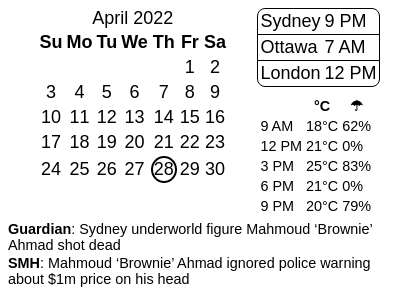 April 2022
Su Mo Tu We Th Fr Sa
1 2
3 4 5 6 7 8 9
10 11 12 13 14 15 16
17 18 19 20 21 22 23
24 25 26 27 28 29 30
Sydney 9 PM
Ottawa 7 AM
London 12 PM
°C ☂
9 AM 18°C 62%
12 PM 21°C 0%
3 PM 25°C 83%
6 PM 21°C 0%
9 PM 20°C 79%
Guardian: Sydney underworld figure Mahmoud ‘Brownie’
Ahmad shot dead
SMH: Mahmoud ‘Brownie’ Ahmad ignored police warning
about $1m price on his head